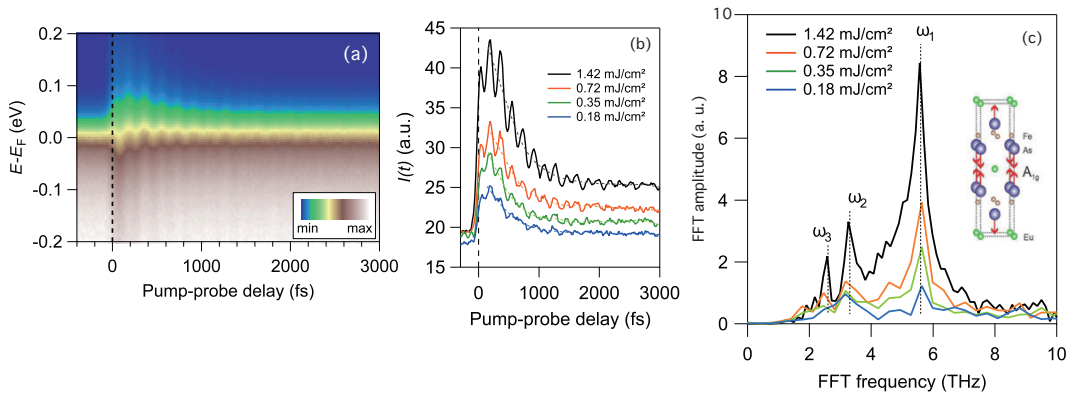 (a)
E-E_F (eV)
0.2
0.1
0.0
-0.1
-0.2
min max
0 1000 2000 3000
Pump-probe delay (fs)
(b)
I(t) (a.u.)
45
40
35
30
25
20
15
1.42 mJ/cm²
0.72 mJ/cm²
0.35 mJ/cm²
0.18 mJ/cm²
0 1000 2000 3000
Pump-probe delay (fs)
(c)
FFT amplitude (a. u.)
10
8
6
4
2
0
1.42 mJ/cm²
0.72 mJ/cm²
0.35 mJ/cm²
0.18 mJ/cm²
ω₁
ω₂
ω₃
Fe
As
A₁g
Eu
0 2 4 6 8 10
FFT frequency (THz)